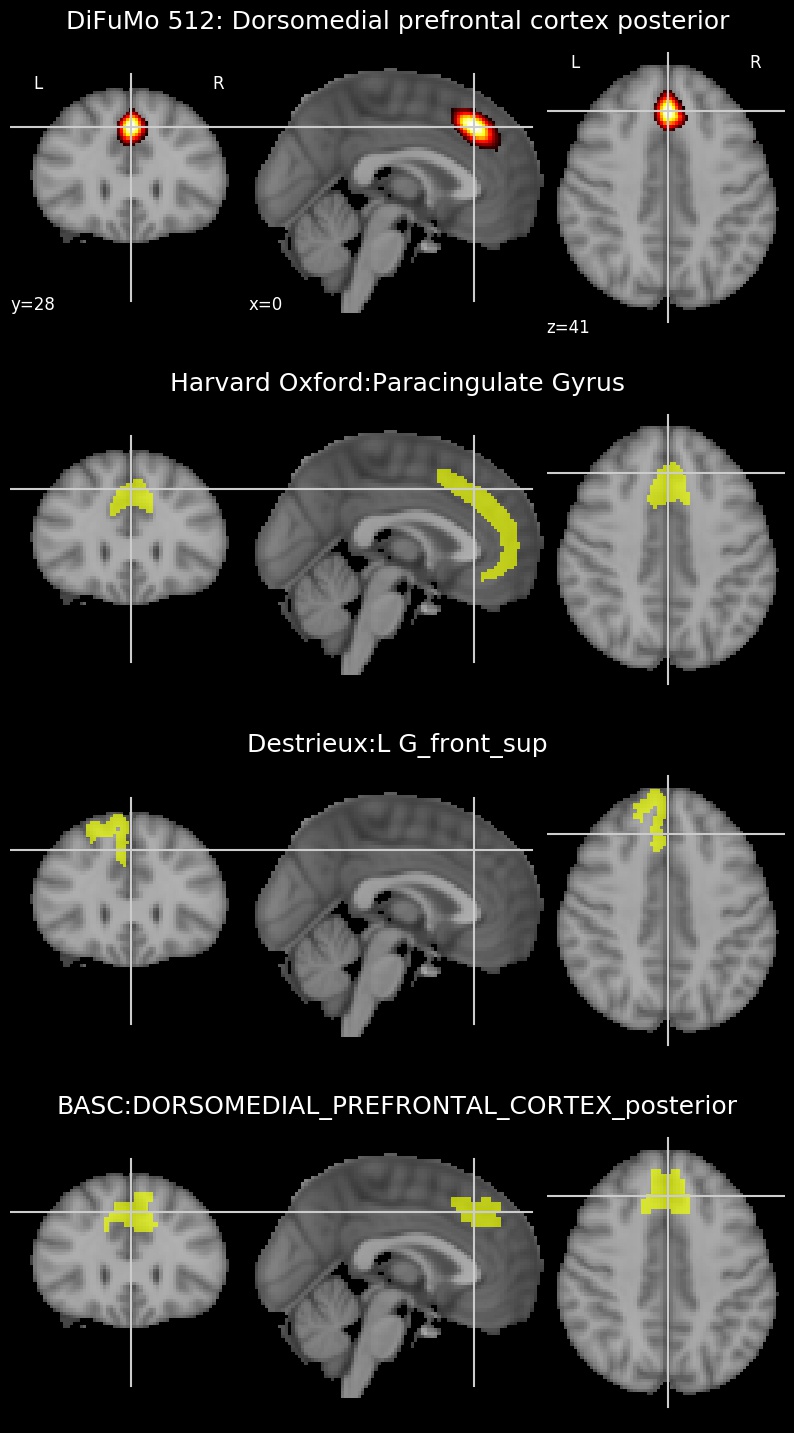 DiFuMo 512: Dorsomedial prefrontal cortex posterior
L R
L R
y=28
x=0
z=41
Harvard Oxford:Paracingulate Gyrus
Destrieux:L G_front_sup
BASC:DORSOMEDIAL_PREFRONTAL_CORTEX_posterior